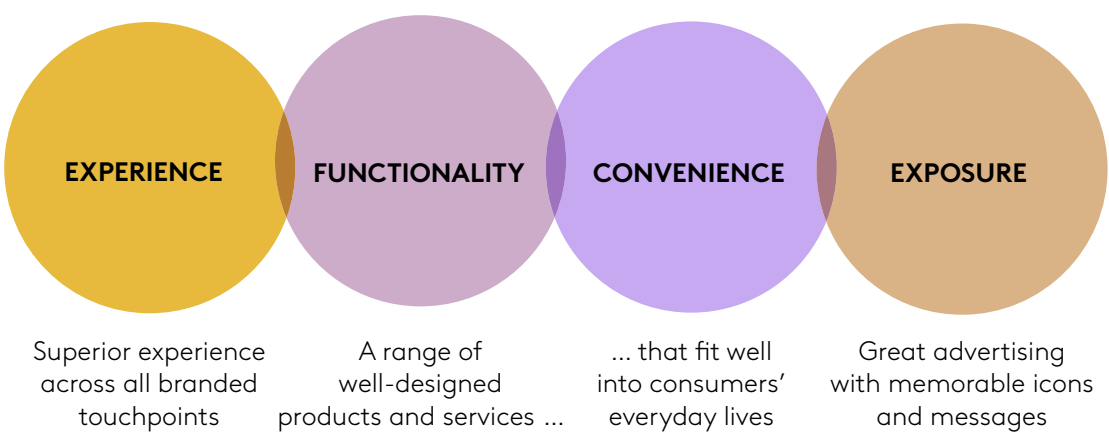 EXPERIENCE
FUNCTIONALITY
CONVENIENCE
EXPOSURE
Superior experience
across all branded
touchpoints
A range of
well-designed
products and services ...
... that fit well
into consumers’
everyday lives
Great advertising
with memorable icons
and messages